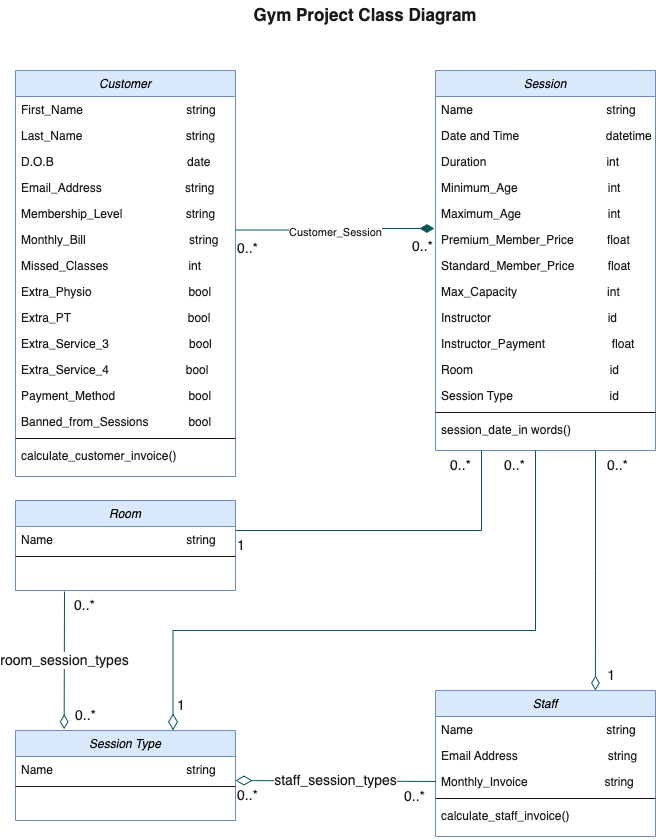 Gym Project Class Diagram
Customer
First_Name string
Last_Name string
D.O.B date
Email_Address string
Membership_Level string
Monthly_Bill string
Missed_Classes int
Extra_Physio bool
Extra_PT bool
Extra_Service_3 bool
Extra_Service_4 bool
Payment_Method bool
Banned_from_Sessions bool
calculate_customer_invoice()
Customer_Session
0..*
0..*
Session
Name string
Date and Time datetime
Duration int
Minimum_Age int
Maximum_Age int
Premium_Member_Price float
Standard_Member_Price float
Max_Capacity int
Instructor id
Instructor_Payment float
Room id
Session Type id
session_date_in words()
0..* 0..* 0..*
Room
Name string
1
0..*
room_session_types
0..*
1
1
Session Type
Name string
staff_session_types
0..*
0..*
Staff
Name string
Email Address string
Monthly_Invoice string
calculate_staff_invoice()